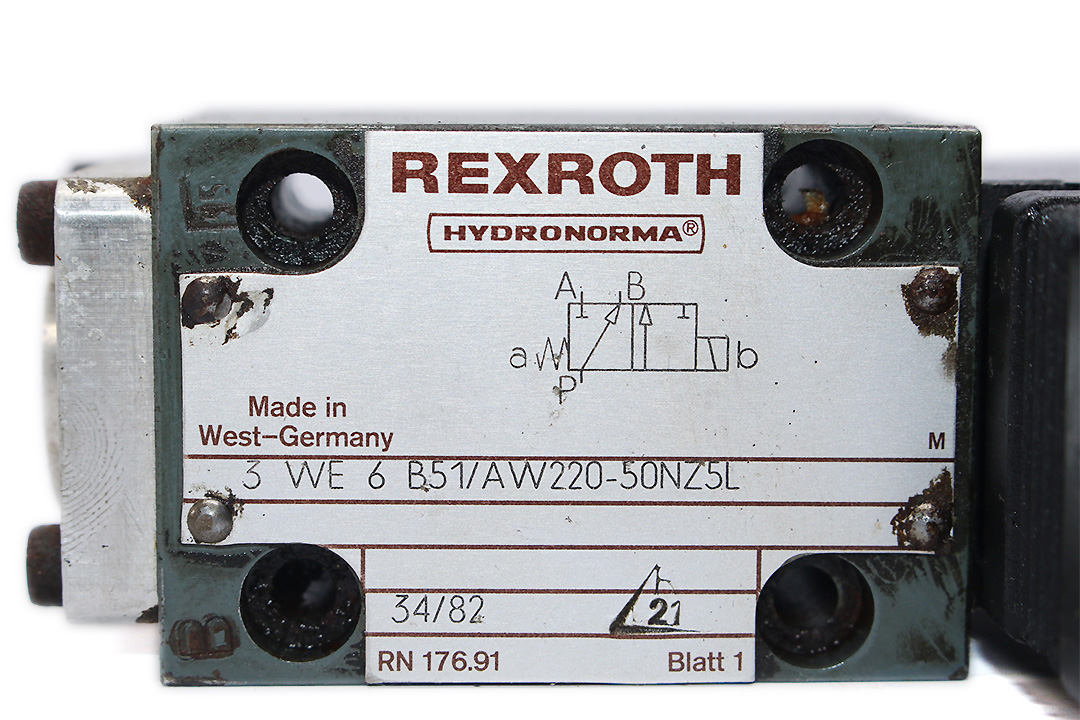 15
REXROTH
HYDRONORMA®
A B
a b
P
Made in
West-Germany
M
3 WE 6 B51/AW220-50NZ5L
34/82
21
RN 176.91 Blatt 1
B